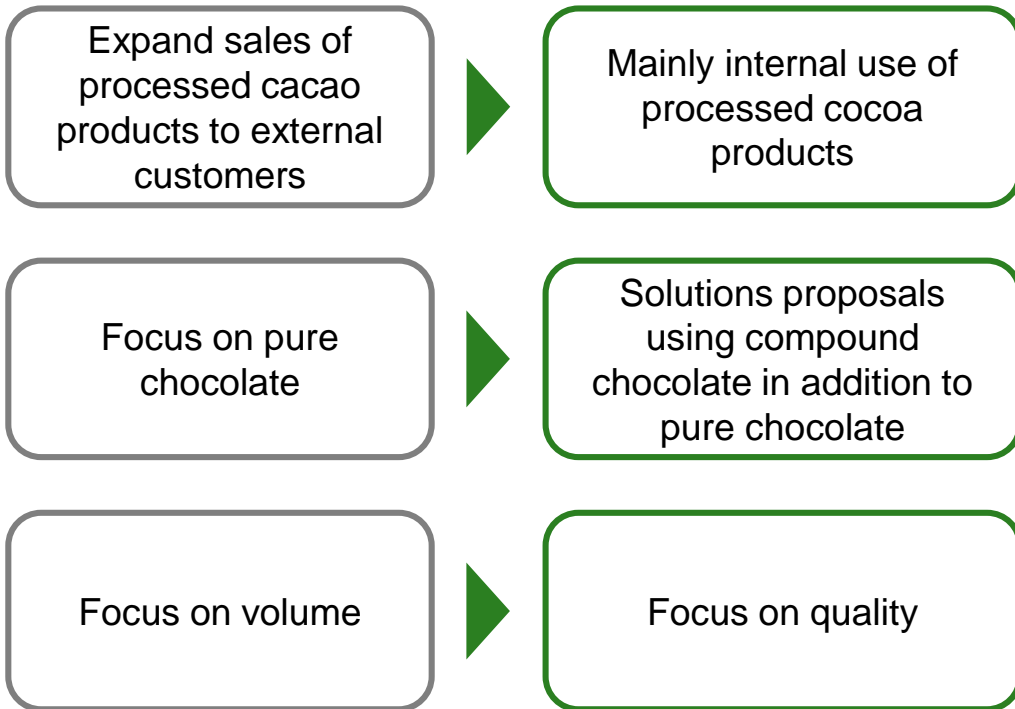 Expand sales of
processed cacao
products to external
customers
Mainly internal use of
processed cocoa
products
Focus on pure
chocolate
Solutions proposals
using compound
chocolate in addition to
pure chocolate
Focus on volume
Focus on quality